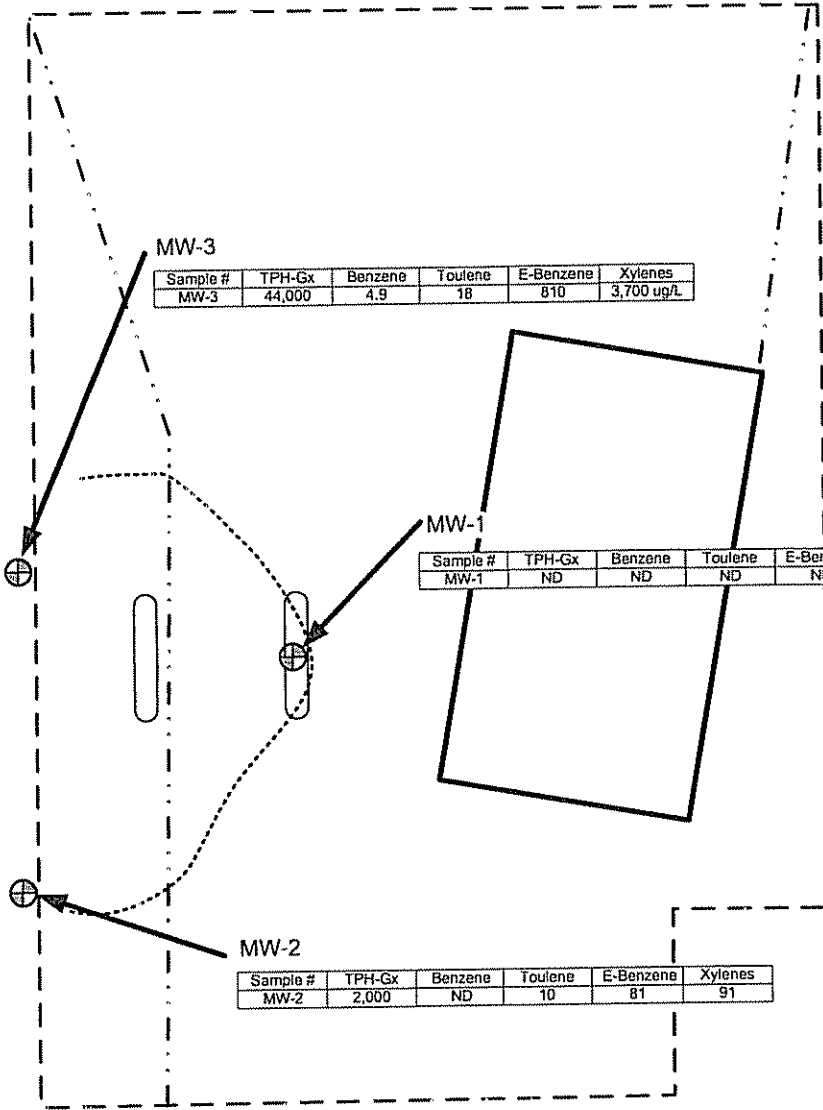 MW-3
Sample # TPH-Gx Benzene Toulene E-Benzene Xylenes
MW-3 44,000 4.9 18 810 3,700 ug/L
MW-1
Sample # TPH-Gx Benzene Toulene
MW-1 ND ND ND
MW-2
Sample # TPH-Gx Benzene Toulene E-Benzene Xylenes
MW-2 2,000 ND 10 81 91